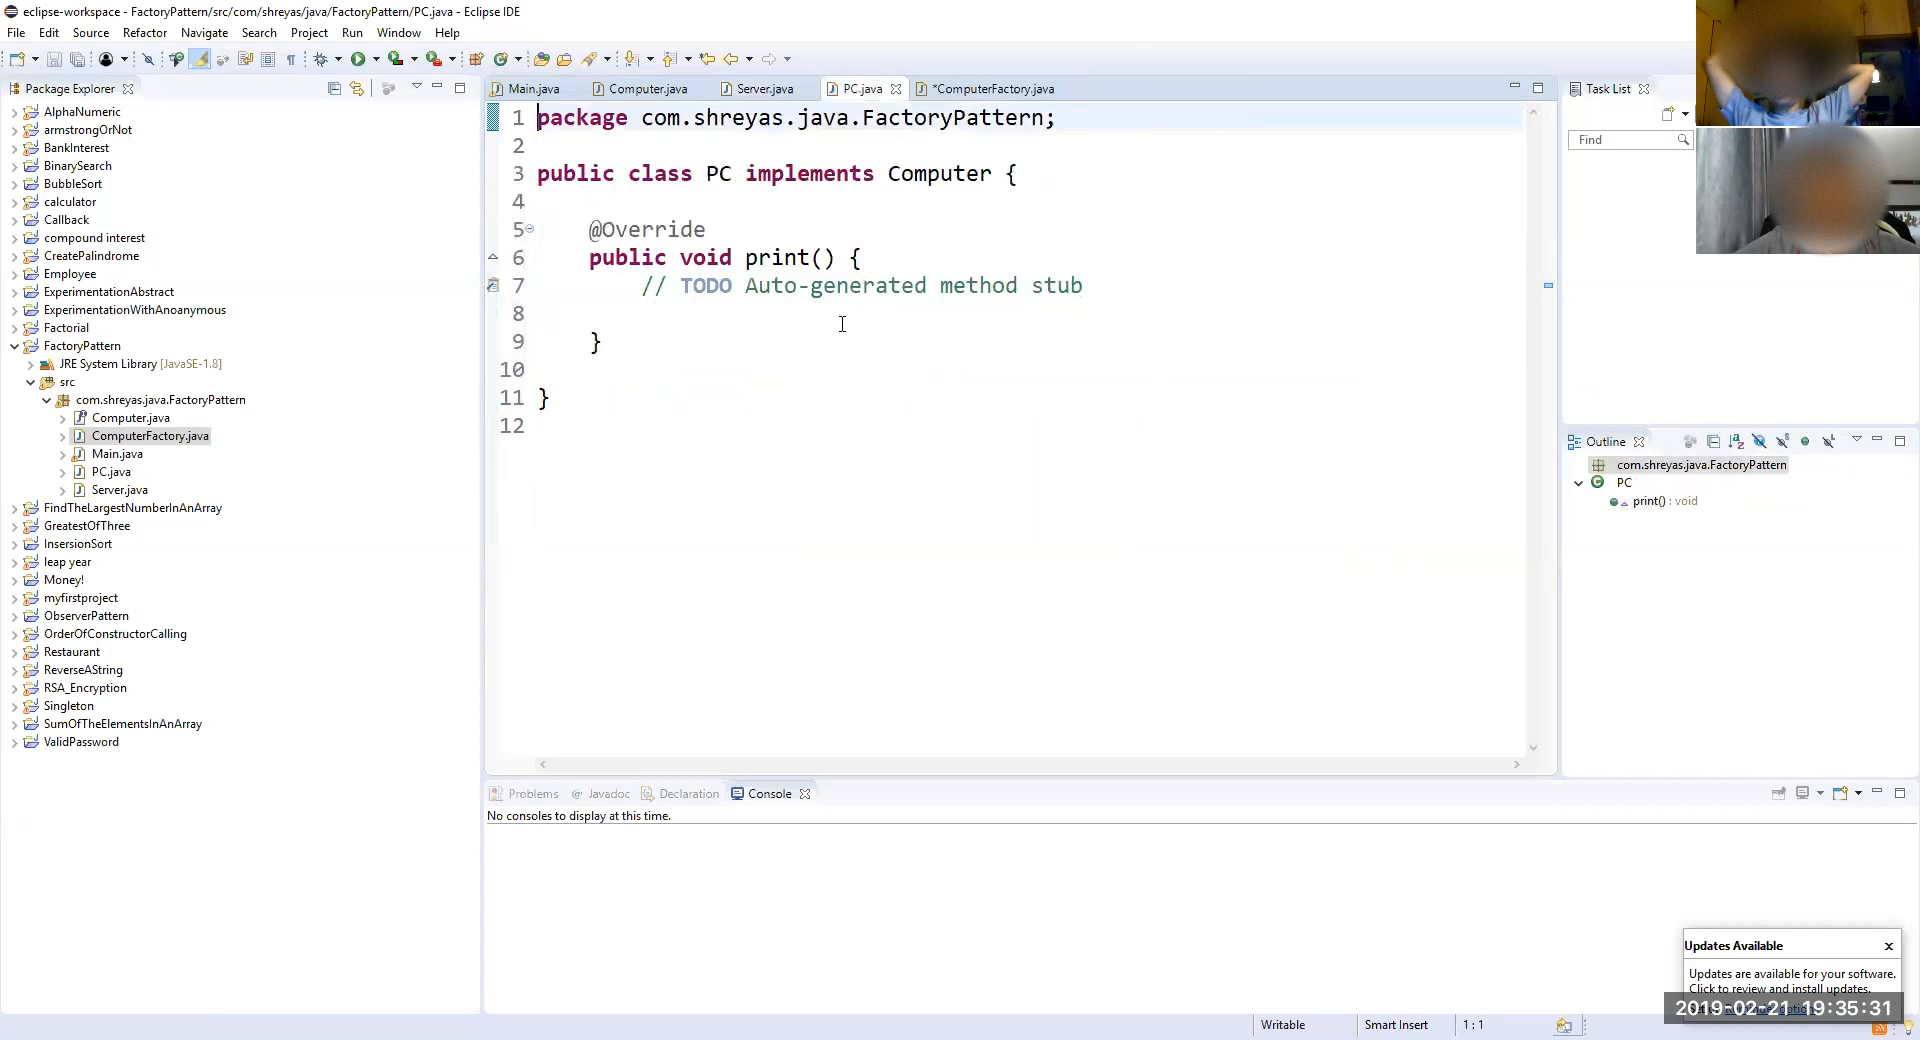 eclipse-workspace - FactoryPattern/src/com/shreyas/java/FactoryPattern/PC.java - Eclipse IDE
File Edit Source Refactor Navigate Search Project Run Window Help
Package Explorer
AlphaNumeric
armstrongOrNot
BankInterest
BinarySearch
BubbleSort
calculator
Callback
compound interest
CreatePalindrome
Employee
ExperimentationAbstract
ExperimentationWithAnoanymous
Factorial
FactoryPattern
JRE System Library [JavaSE-1.8]
src
com.shreyas.java.FactoryPattern
Computer.java
ComputerFactory.java
Main.java
PC.java
Server.java
FindTheLargestNumberInAnArray
GreatestOfThree
InsersionSort
leap year
Money!
myfirstproject
ObserverPattern
OrderOfConstructorCalling
Restaurant
ReverseAString
RSA_Encryption
Singleton
SumOfTheElementsInAnArray
ValidPassword
Main.java Computer.java Server.java PC.java *ComputerFactory.java
1 package com.shreyas.java.FactoryPattern;
2
3 public class PC implements Computer {
4
5 @Override
6 public void print() {
7 // TODO Auto-generated method stub
8
9 }
10
11 }
12
Task List
Find
Outline
com.shreyas.java.FactoryPattern
PC
print() : void
Problems Javadoc Declaration Console
No consoles to display at this time.
Updates Available
Updates are available for your software.
Click to review and install updates.
2019-02-21 19:35:31
Writable Smart Insert 1 : 1